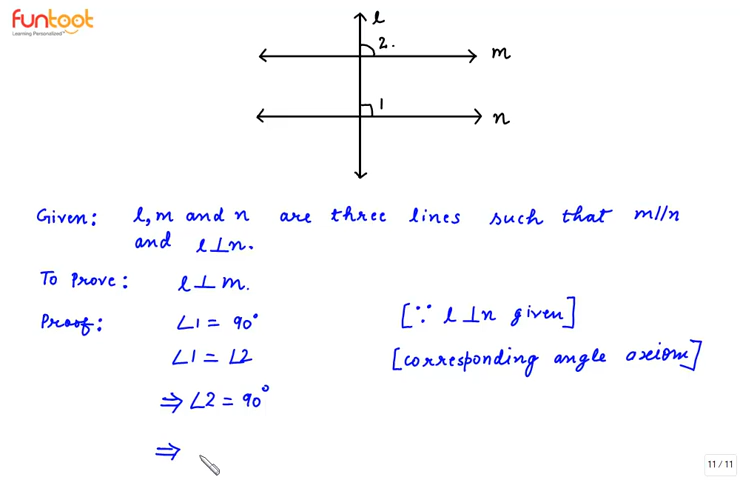 funtoot
Learning Personalized
l
2.
m
1
n
Given: l, m and n are three lines such that m//n
and l⊥n.
To Prove: l⊥m.
Proof: ∠1 = 90° [∵ l⊥n given]
∠1 = ∠2 [corresponding angle axiom]
⇒ ∠2 = 90°
⇒
11 / 11